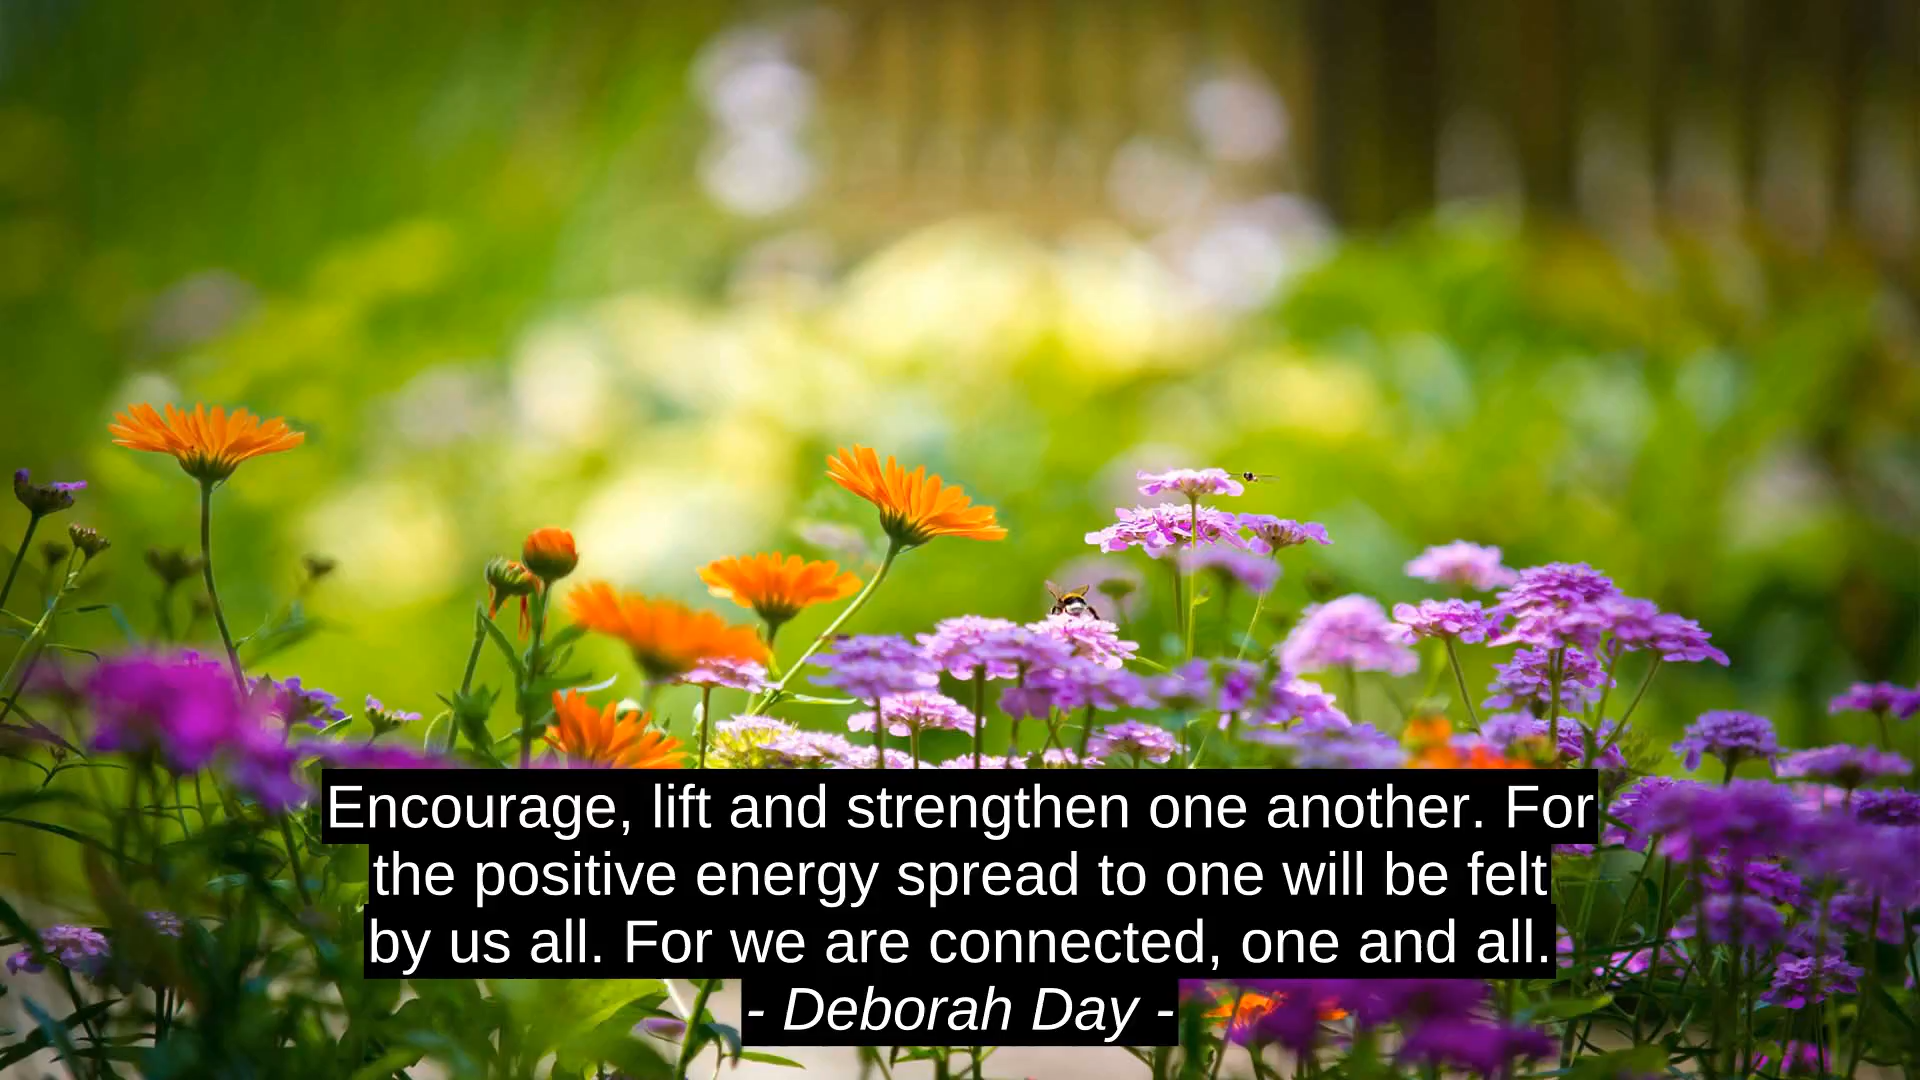 Encourage, lift and strengthen one another. For
the positive energy spread to one will be felt
by us all. For we are connected, one and all.
- Deborah Day -